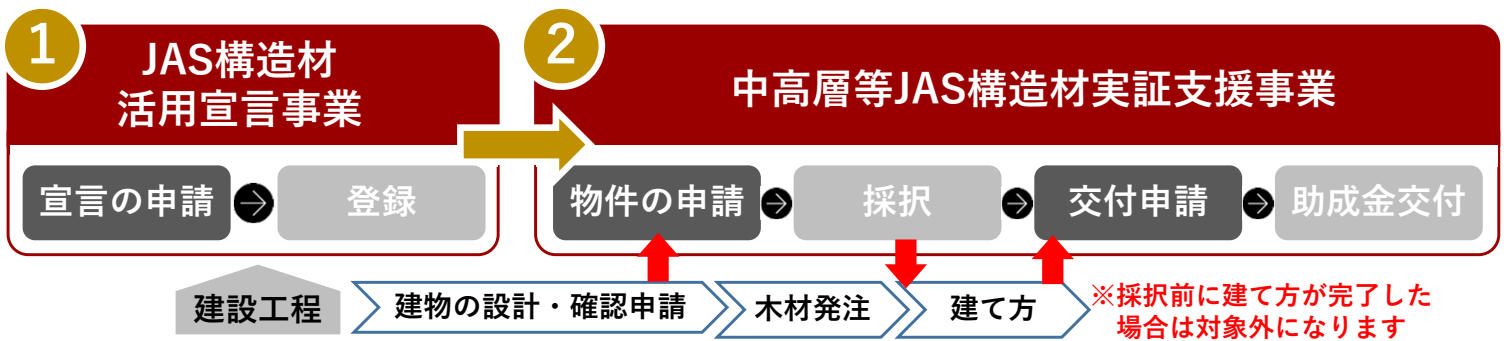 1
JAS構造材
活用宣言事業
宣言の申請
登録
2
中高層等JAS構造材実証支援事業
物件の申請
採択
交付申請
助成金交付
建設工程
建物の設計・確認申請
木材発注
建て方
※採択前に建て方が完了した
場合は対象外になります